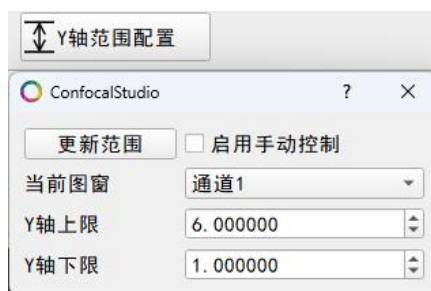 Y轴范围配置
ConfocalStudio ? ×
更新范围 启用手动控制
当前图窗 通道1
Y轴上限 6.000000
Y轴下限 1.000000